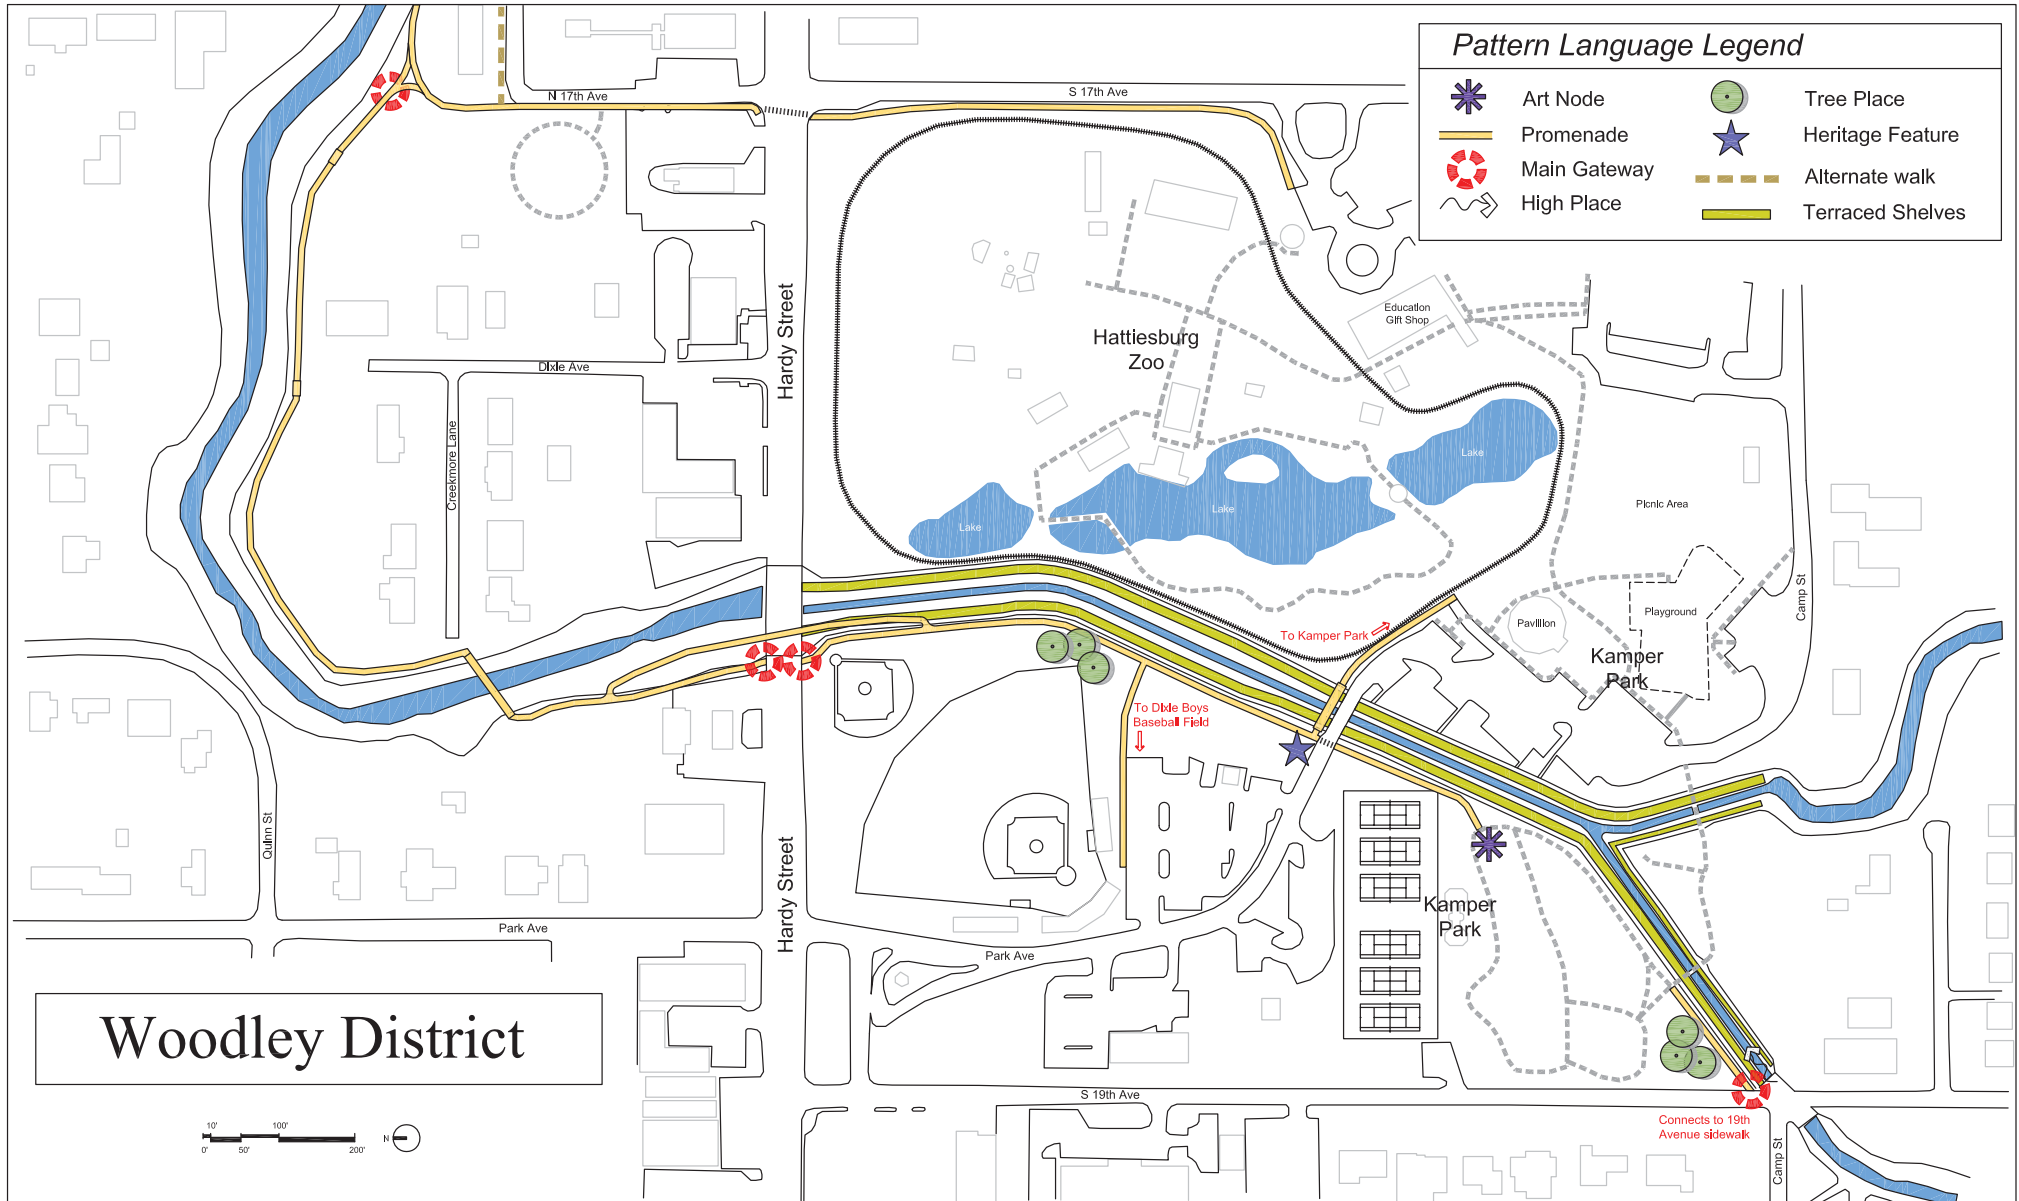 Pattern Language Legend
Art Node
Tree Place
Promenade
Heritage Feature
Main Gateway
Alternate walk
High Place
Terraced Shelves
N 17th Ave
S 17th Ave
Hardy Street
Education
Gift Shop
Hattiesburg
Zoo
Dixie Ave
Creekmore Lane
Lake
Lake
Lake
Picnic Area
Camp St
Playground
Pavillion
To Kamper Park
Kamper
Park
To Dixie Boys
Baseball Field
Quinn St
Hardy Street
Kamper
Park
Park Ave
Park Ave
Woodley District
S 19th Ave
Connects to 19th
Avenue sidewalk
Camp St
10'
100'
0'
50'
200'
N